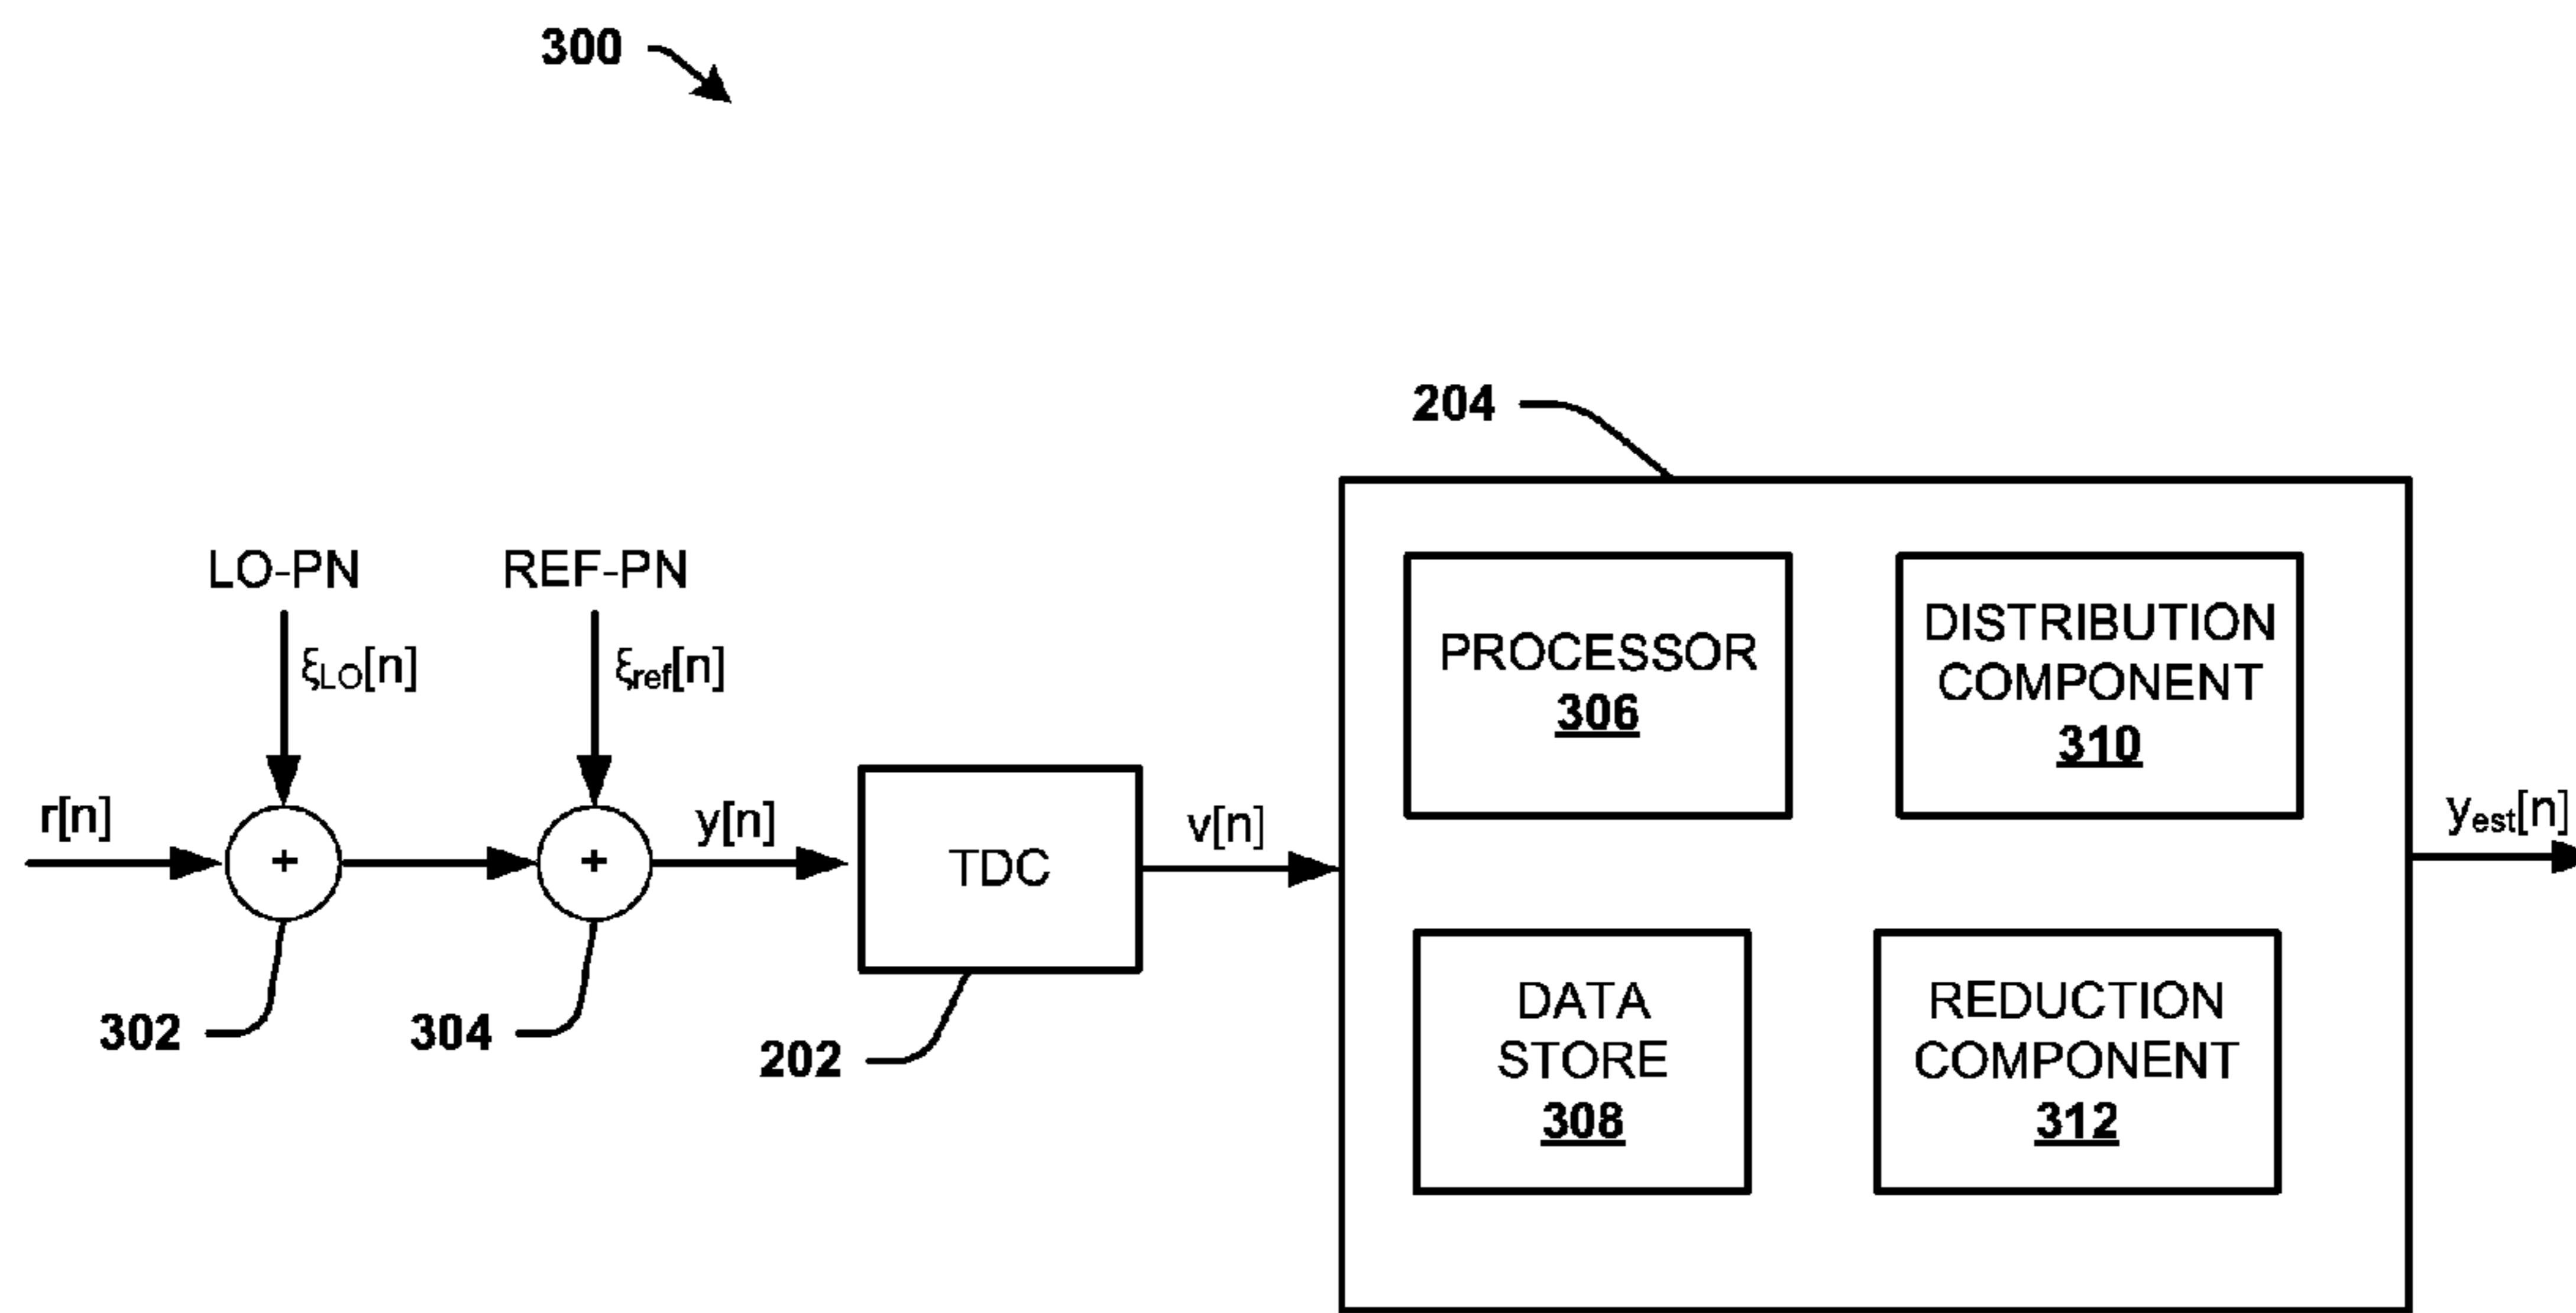 300
204
LO-PN
REF-PN
ξLO[n]
ξref[n]
r[n]
+
+
y[n]
TDC
v[n]
PROCESSOR
306
DISTRIBUTION
COMPONENT
310
DATA
STORE
308
REDUCTION
COMPONENT
312
yest[n]
302
304
202